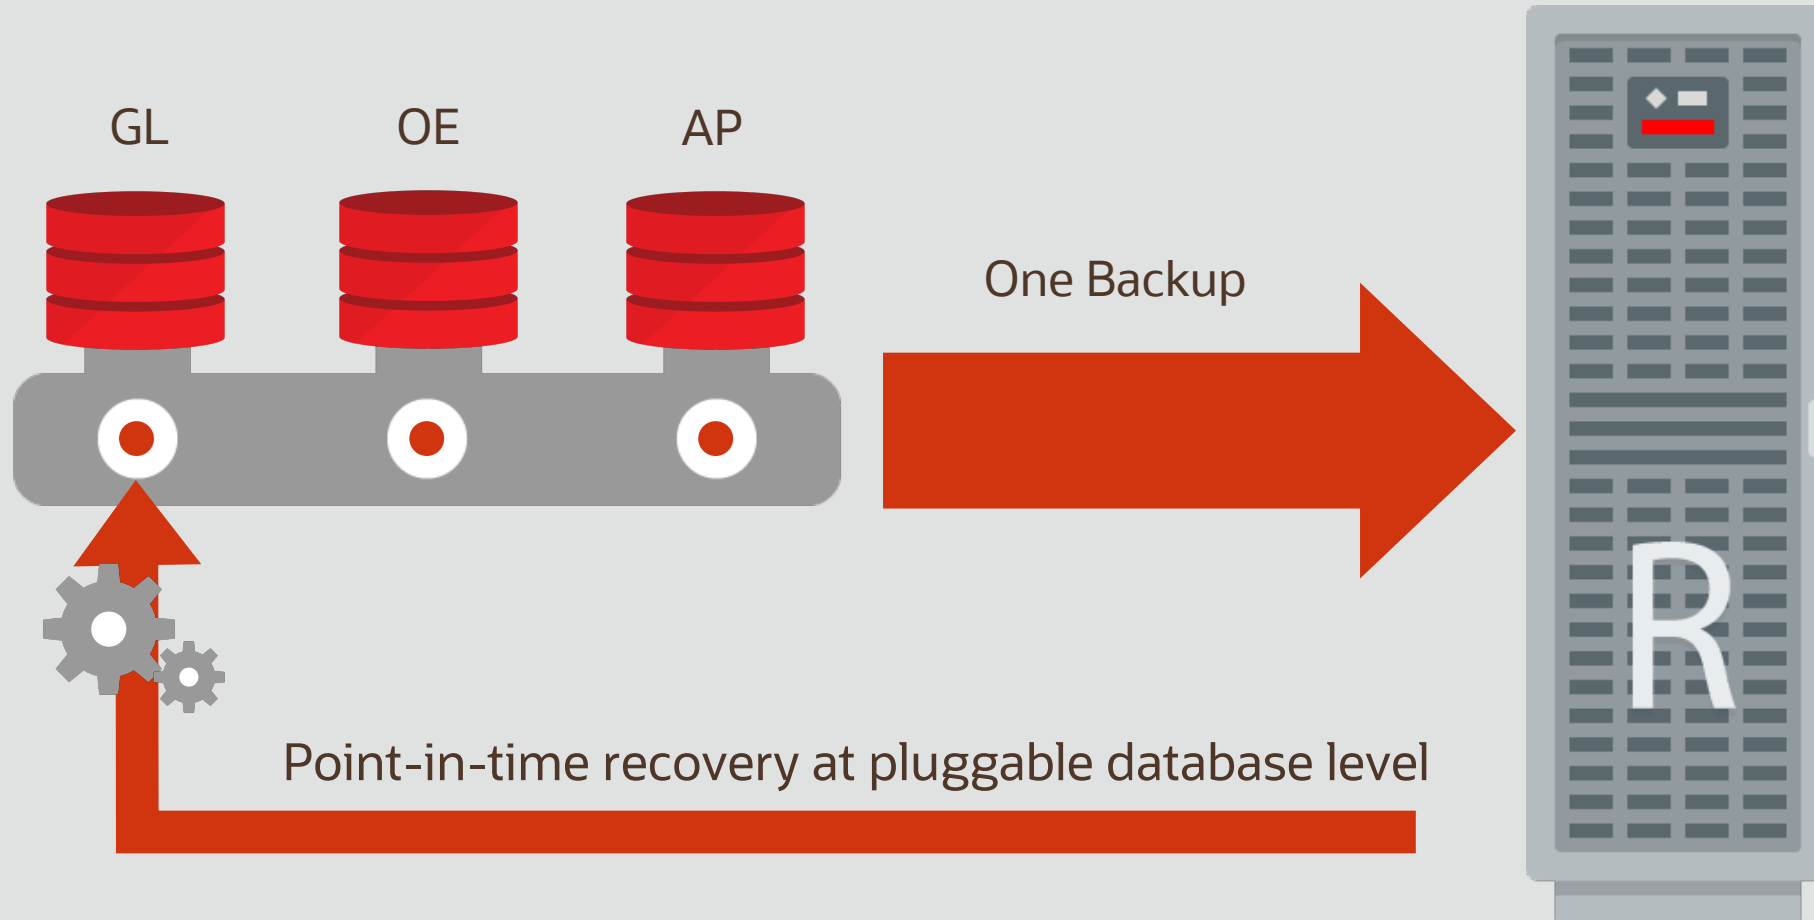 GL
OE
AP
One Backup
R
Point-in-time recovery at pluggable database level